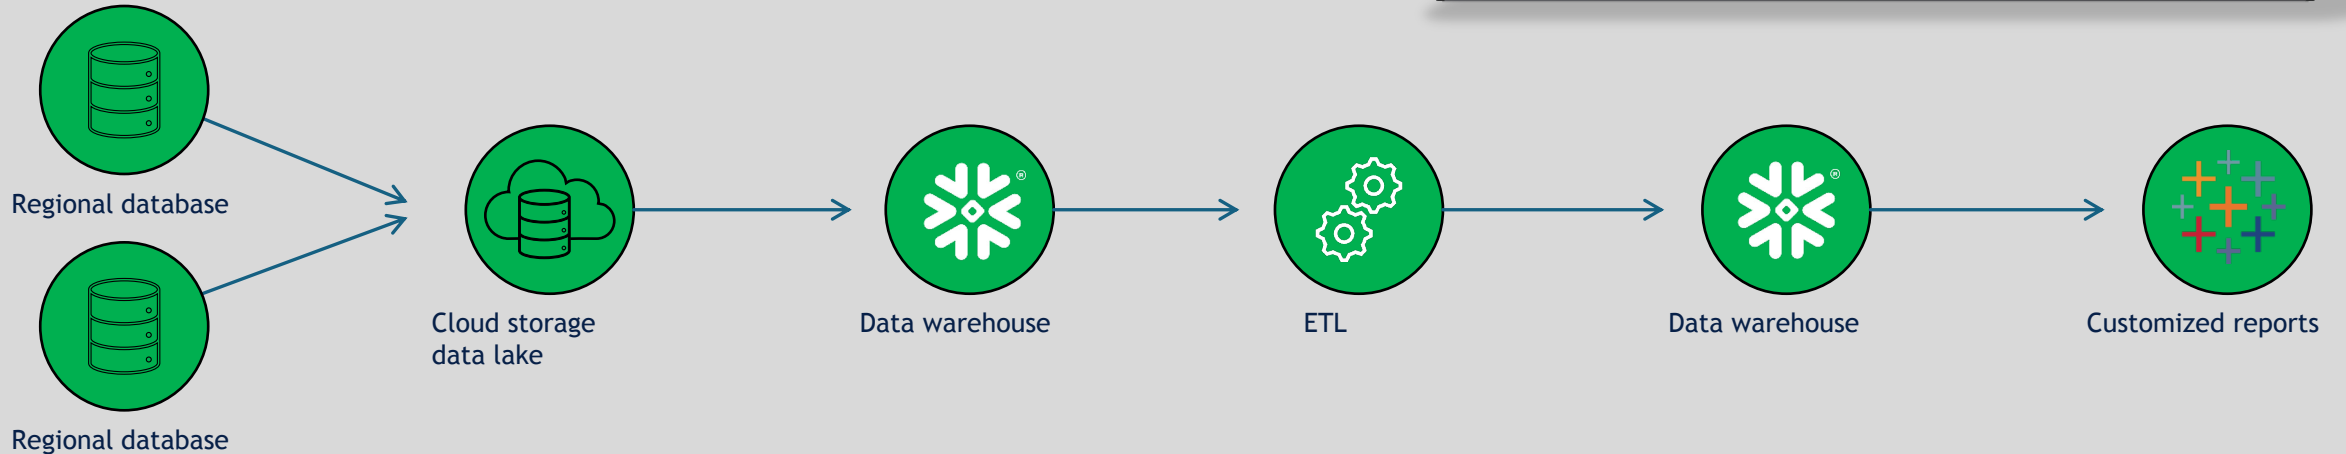 Regional database
Regional database
Cloud storage
data lake
Data warehouse
ETL
Data warehouse
Customized reports
®
®